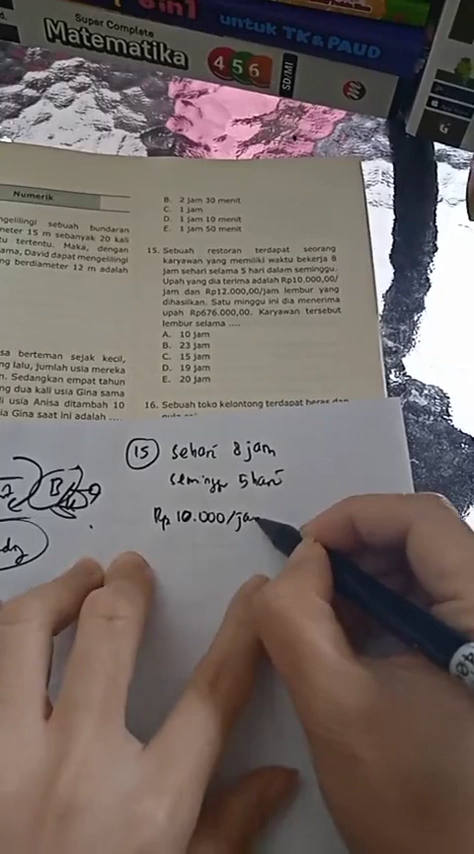 6in1
untuk TK & PAUD
Super Complete
Matematika
4 5 6
SD/MI
Numerik
ngelilingi sebuah bundaran
meter 15 m sebanyak 20 kali
tu tertentu. Maka, dengan
ama, David dapat mengelilingi
ng berdiameter 12 m adalah
sa berteman sejak kecil,
ng lalu, jumlah usia mereka
n. Sedangkan empat tahun
ng dua kali usia Gina sama
li usia Anisa ditambah 10
ia Gina saat ini adalah ....
B. 2 jam 30 menit
C. 1 jam
D. 1 jam 10 menit
E. 1 jam 50 menit
15. Sebuah restoran terdapat seorang
karyawan yang memiliki waktu bekerja 8
jam sehari selama 5 hari dalam seminggu.
Upah yang dia terima adalah Rp10.000,00/
jam dan Rp12.000,00/jam lembur yang
dihasilkan. Satu minggu ini dia menerima
upah Rp676.000,00. Karyawan tersebut
lembur selama ....
A. 10 jam
B. 23 jam
C. 15 jam
D. 19 jam
E. 20 jam
16. Sebuah toko kelontong terdapat beras dan
15 sehari 8 jam
seminggu 5 hari
Rp 10.000/jam